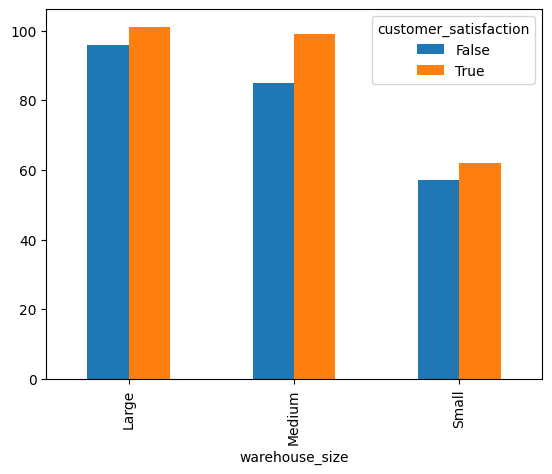 customer_satisfaction
False
True
100
80
60
40
20
0
Large
Medium
Small
warehouse_size